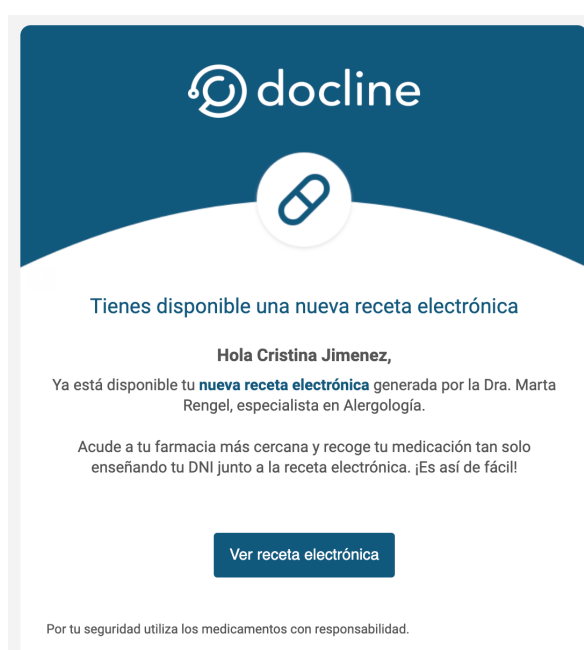 docline
Tienes disponible una nueva receta electrónica
Hola Cristina Jimenez,
Ya está disponible tu nueva receta electrónica generada por la Dra. Marta
Rengel, especialista en Alergología.
Acude a tu farmacia más cercana y recoge tu medicación tan solo
enseñando tu DNI junto a la receta electrónica. ¡Es así de fácil!
Ver receta electrónica
Por tu seguridad utiliza los medicamentos con responsabilidad.